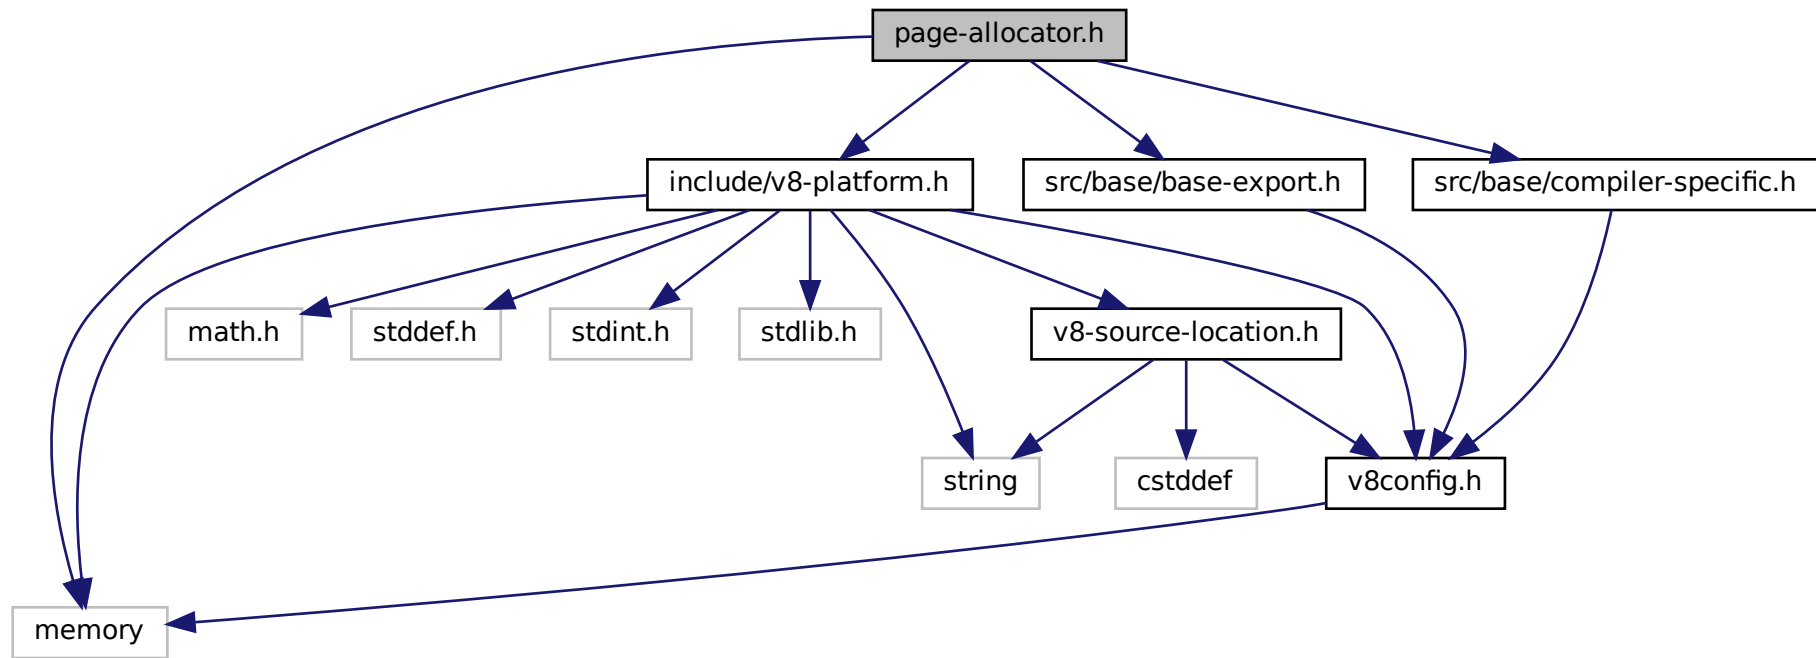 page-allocator.h
include/v8-platform.h
src/base/base-export.h
src/base/compiler-specific.h
math.h
stddef.h
stdint.h
stdlib.h
v8-source-location.h
string
cstddef
v8config.h
memory